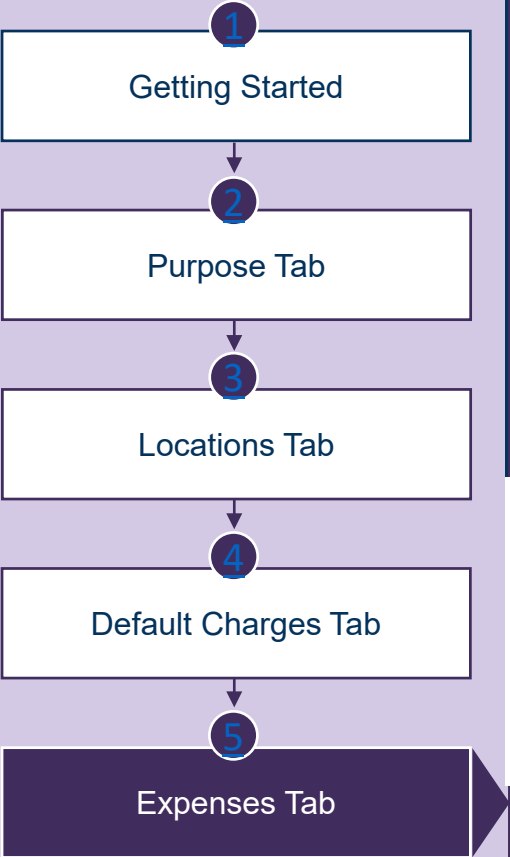 1
Getting Started
2
Purpose Tab
3
Locations Tab
4
Default Charges Tab
5
Expenses Tab